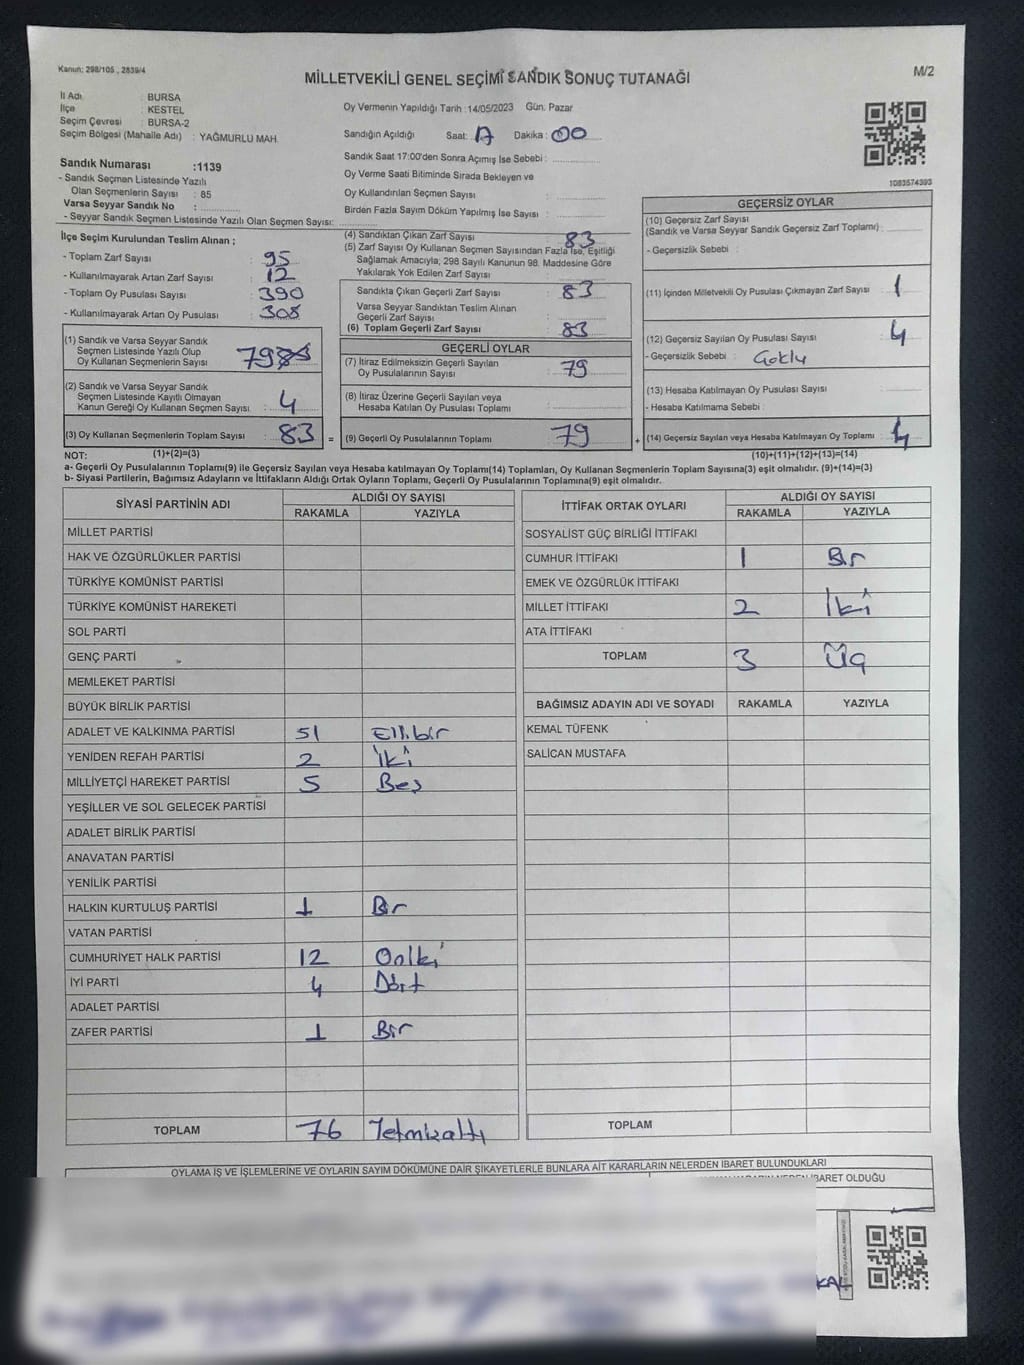 Kanun: 298/105 , 2839/4
MİLLETVEKİLİ GENEL SEÇİMİ SANDIK SONUÇ TUTANAĞI
M/2
İl Adı : BURSA
İlçe : KESTEL
Seçim Çevresi : BURSA-2
Seçim Bölgesi (Mahalle Adı) : YAĞMURLU MAH.
Sandık Numarası :1139
- Sandık Seçmen Listesinde Yazılı
Olan Seçmenlerin Sayısı : 85
Varsa Seyyar Sandık No :
- Seyyar Sandık Seçmen Listesinde Yazılı Olan Seçmen Sayısı:
İlçe Seçim Kurulundan Teslim Alınan ;
- Toplam Zarf Sayısı : 95
- Kullanılmayarak Artan Zarf Sayısı : 12
- Toplam Oy Pusulası Sayısı : 390
- Kullanılmayarak Artan Oy Pusulası : 308
(1) Sandık ve Varsa Seyyar Sandık
Seçmen Listesinde Yazılı Olup
Oy Kullanan Seçmenlerin Sayısı : 79
(2) Sandık ve Varsa Seyyar Sandık
Seçmen Listesinde Kayıtlı Olmayan
Kanun Gereği Oy Kullanan Seçmen Sayısı : 4
(3) Oy Kullanan Seçmenlerin Toplam Sayısı : 83 =
Oy Vermenin Yapıldığı Tarih :14/05/2023 Gün. Pazar
Sandığın Açıldığı Saat: Dakika : 00
Sandık Saat 17:00'den Sonra Açımış İse Sebebi :
Oy Verme Saati Bitiminde Sırada Bekleyen ve
Oy Kullandırılan Seçmen Sayısı :
Birden Fazla Sayım Döküm Yapılmış İse Sayısı :
(4) Sandıktan Çıkan Zarf Sayısı 83
(5) Zarf Sayısı Oy Kullanan Seçmen Sayısından Fazla İse, Eşitliği
Sağlamak Amacıyla, 298 Sayılı Kanunun 98. Maddesine Göre
Yakılarak Yok Edilen Zarf Sayısı :
Sandıkta Çıkan Geçerli Zarf Sayısı : 83
Varsa Seyyar Sandıktan Teslim Alınan
Geçerli Zarf Sayısı :
(6) Toplam Geçerli Zarf Sayısı : 83
GEÇERLİ OYLAR
(7) İtiraz Edilmeksizin Geçerli Sayılan
Oy Pusulalarının Sayısı : 79
(8) İtiraz Üzerine Geçerli Sayılan veya
Hesaba Katılan Oy Pusulası Toplamı :
(9) Geçerli Oy Pusulalarının Toplamı : 79 +
1083574393
GEÇERSİZ OYLAR
(10) Geçersiz Zarf Sayısı
(Sandık ve Varsa Seyyar Sandık Geçersiz Zarf Toplamı) :
- Geçersizlik Sebebi :
(11) İçinden Milletvekili Oy Pusulası Çıkmayan Zarf Sayısı : 1
(12) Geçersiz Sayılan Oy Pusulası Sayısı : 4
- Geçersizlik Sebebi :
(13) Hesaba Katılmayan Oy Pusulası Sayısı :
- Hesaba Katılmama Sebebi :
(14) Geçersiz Sayılan veya Hesaba Katılmayan Oy Toplamı : 4
NOT: (1)+(2)=(3) (10)+(11)+(12)+(13)=(14)
a- Geçerli Oy Pusulalarının Toplamı(9) ile Geçersiz Sayılan veya Hesaba katılmayan Oy Toplamı(14) Toplamları, Oy Kullanan Seçmenlerin Toplam Sayısına(3) eşit olmalıdır. (9)+(14)=(3)
b- Siyasi Partilerin, Bağımsız Adayların ve İttifakların Aldığı Ortak Oyların Toplamı, Geçerli Oy Pusulalarının Toplamına(9) eşit olmalıdır.
SİYASİ PARTİNİN ADI ALDIĞI OY SAYISI
RAKAMLA YAZIYLA
MİLLET PARTİSİ
HAK VE ÖZGÜRLÜKLER PARTİSİ
TÜRKİYE KOMÜNİST PARTİSİ
TÜRKİYE KOMÜNİST HAREKETİ
SOL PARTİ
GENÇ PARTİ
MEMLEKET PARTİSİ
BÜYÜK BİRLİK PARTİSİ
ADALET VE KALKINMA PARTİSİ 51 Ellibir
YENİDEN REFAH PARTİSİ 2 İki
MİLLİYETÇİ HAREKET PARTİSİ 5 Beş
YEŞİLLER VE SOL GELECEK PARTİSİ
ADALET BİRLİK PARTİSİ
ANAVATAN PARTİSİ
YENİLİK PARTİSİ
HALKIN KURTULUŞ PARTİSİ 1 Bir
VATAN PARTİSİ
CUMHURİYET HALK PARTİSİ 12 Oniki
İYİ PARTİ 4 Dört
ADALET PARTİSİ
ZAFER PARTİSİ 1 Bir
TOPLAM 76 Yetmişaltı
İTTİFAK ORTAK OYLARI ALDIĞI OY SAYISI
RAKAMLA YAZIYLA
SOSYALİST GÜÇ BİRLİĞİ İTTİFAKI
CUMHUR İTTİFAKI 1 Bir
EMEK VE ÖZGÜRLÜK İTTİFAKI
MİLLET İTTİFAKI 2 İki
ATA İTTİFAKI
TOPLAM 3 Üç
BAĞIMSIZ ADAYIN ADI VE SOYADI RAKAMLA YAZIYLA
KEMAL TÜFENK
SALİCAN MUSTAFA
TOPLAM
OYLAMA İŞ VE İŞLEMLERİNE VE OYLARIN SAYIM DÖKÜMÜNE DAİR ŞİKAYETLERLE BUNLARA AİT KARARLARIN NELERDEN İBARET BULUNDUKLARI
İBARET OLDUĞU